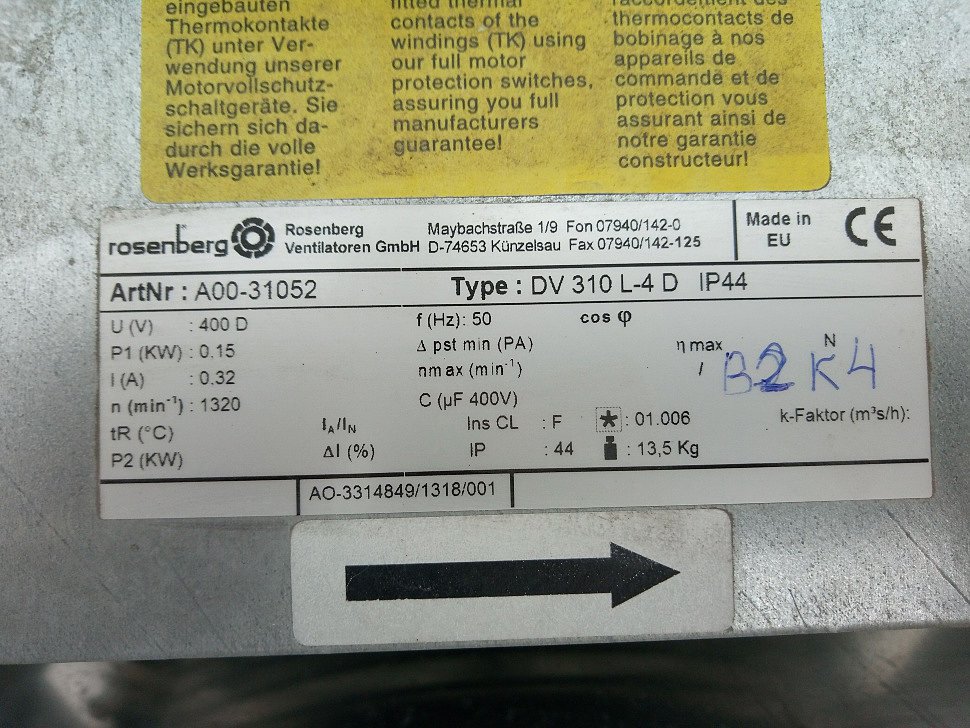 eingebauten
Thermokontakte
(TK) unter Ver-
wendung unserer
Motorvollschutz-
schaltgeräte. Sie
sichern sich da-
durch die volle
Werksgarantie!
fitted thermal
contacts of the
windings (TK) using
our full motor
protection switches,
assuring you full
manufacturers
guarantee!
raccordement des
thermocontacts de
bobinage à nos
appareils de
commande et de
protection vous
assurant ainsi de
notre garantie
constructeur!
rosenberg
Rosenberg
Ventilatoren GmbH
Maybachstraße 1/9 Fon 07940/142-0
D-74653 Künzelsau Fax 07940/142-125
Made in
EU
CE
ArtNr : A00-31052
Type : DV 310 L-4 D IP44
U (V) : 400 D
P1 (KW) : 0.15
I (A) : 0.32
n (min⁻¹) : 1320
tR (°C)
P2 (KW)
IA/IN
ΔI (%)
f (Hz): 50
cos φ
Δ pst min (PA)
nmax (min⁻¹)
C (µF 400V)
Ins CL : F
IP : 44
01.006
13,5 Kg
η max
N
/
B2 K4
k-Faktor (m³s/h):
AO-3314849/1318/001